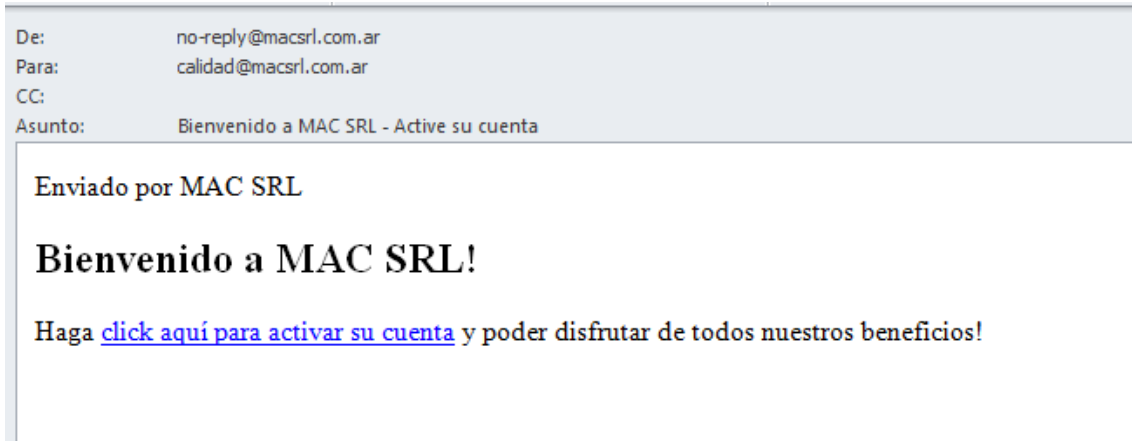 De: no-reply@macsrl.com.ar
Para: calidad@macsrl.com.ar
CC:
Asunto: Bienvenido a MAC SRL - Active su cuenta
Enviado por MAC SRL
Bienvenido a MAC SRL!
Haga click aquí para activar su cuenta y poder disfrutar de todos nuestros beneficios!